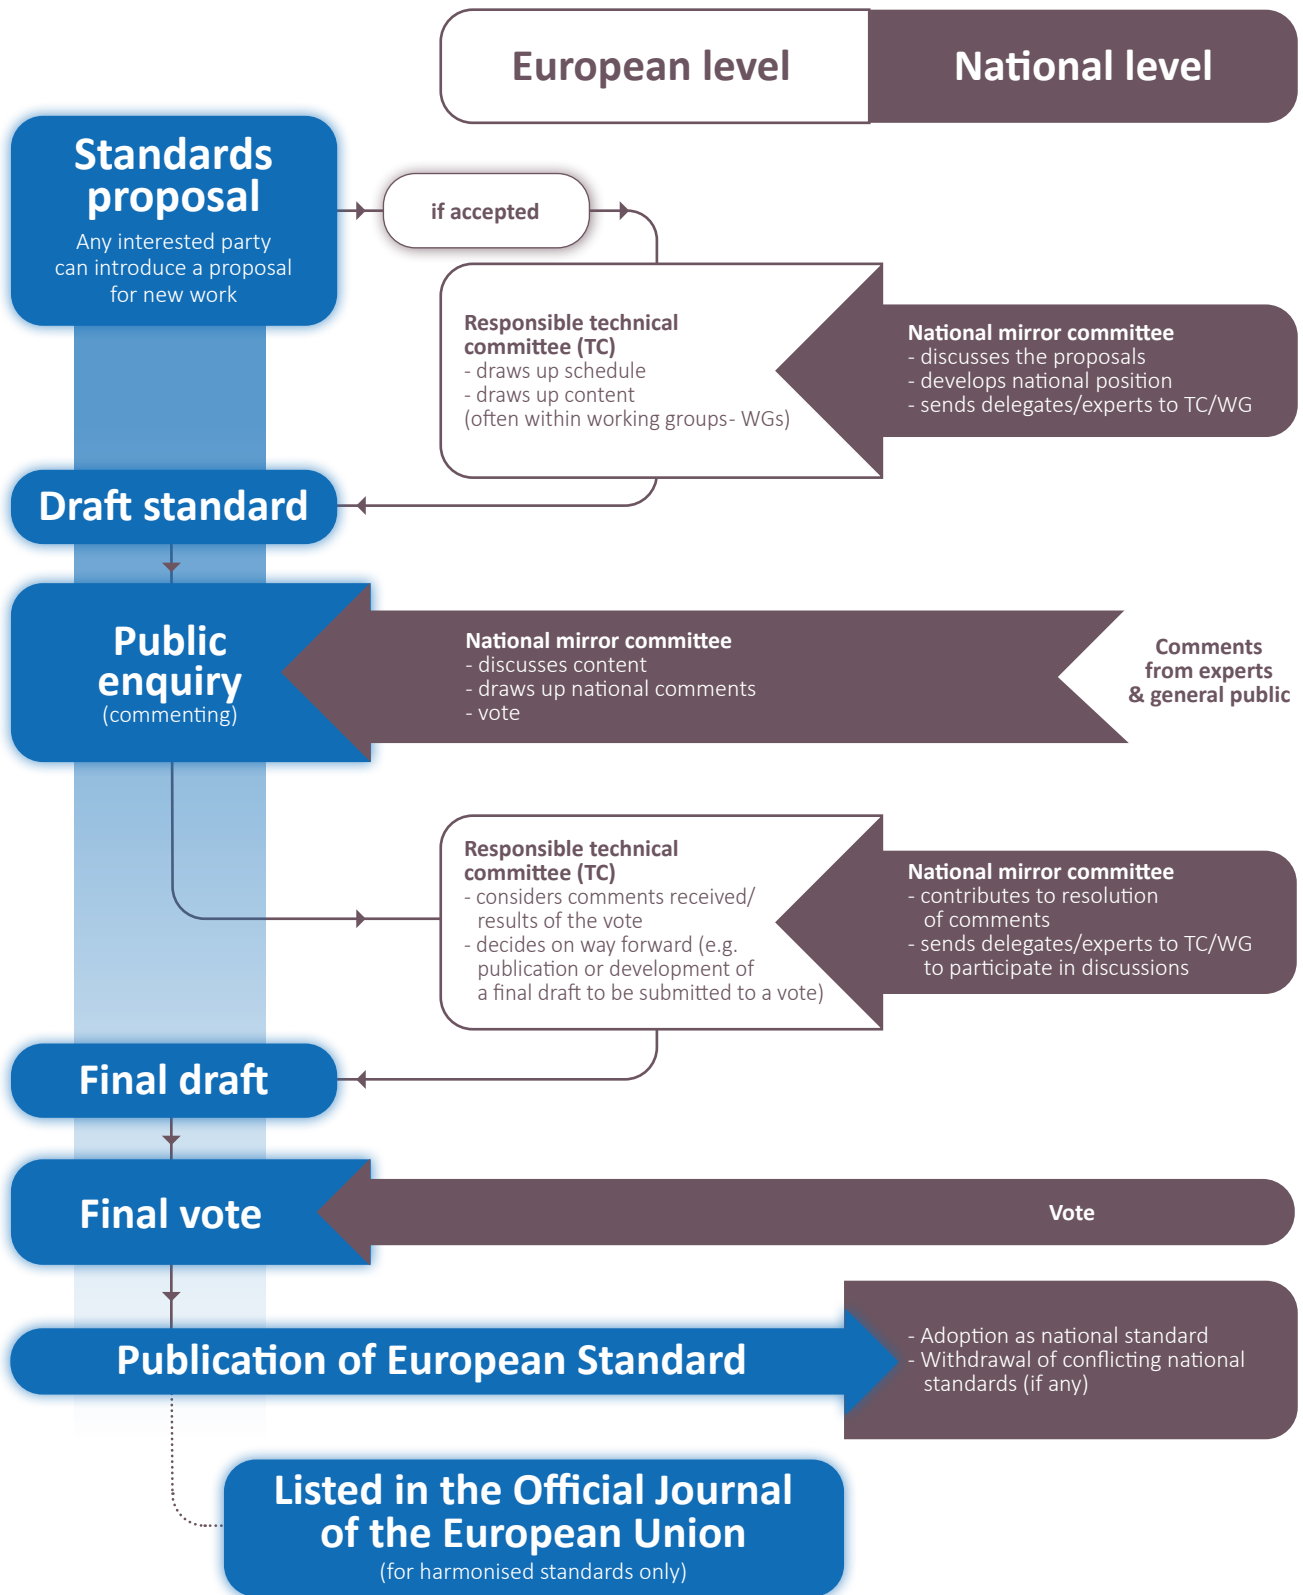 European level
National level
Standards
proposal
Any interested party
can introduce a proposal
for new work
if accepted
Responsible technical
committee (TC)
- draws up schedule
- draws up content
(often within working groups- WGs)
National mirror committee
- discusses the proposals
- develops national position
- sends delegates/experts to TC/WG
Draft standard
Public
enquiry
(commenting)
National mirror committee
- discusses content
- draws up national comments
- vote
Comments
from experts
& general public
Responsible technical
committee (TC)
- considers comments received/
results of the vote
- decides on way forward (e.g.
publication or development of
a final draft to be submitted to a vote)
National mirror committee
- contributes to resolution
of comments
- sends delegates/experts to TC/WG
to participate in discussions
Final draft
Final vote
Vote
Publication of European Standard
- Adoption as national standard
- Withdrawal of conflicting national
standards (if any)
Listed in the Official Journal
of the European Union
(for harmonised standards only)